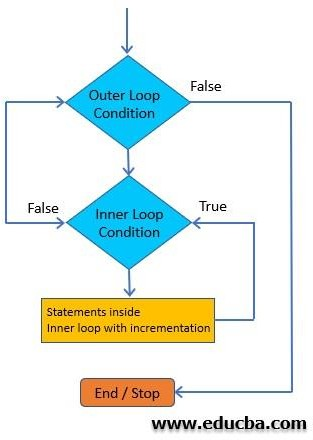 Outer Loop
Condition
False
False
Inner Loop
Condition
True
Statements inside
Inner loop with incrementation
End / Stop
www.educba.com